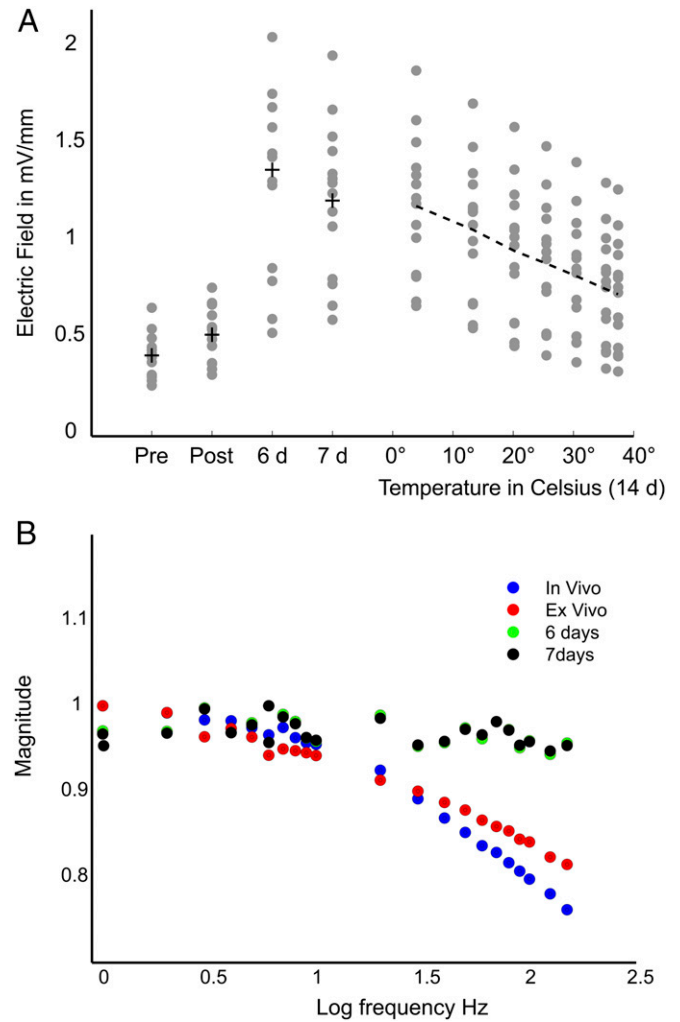 A
Electric Field in mV/mm
2
1.5
1
0.5
0
Pre Post 6 d 7 d 0° 10° 20° 30° 40°
Temperature in Celsius (14 d)
B
Magnitude
1.1
1
0.9
0.8
In Vivo
Ex Vivo
6 days
7days
0 0.5 1 1.5 2 2.5
Log frequency Hz